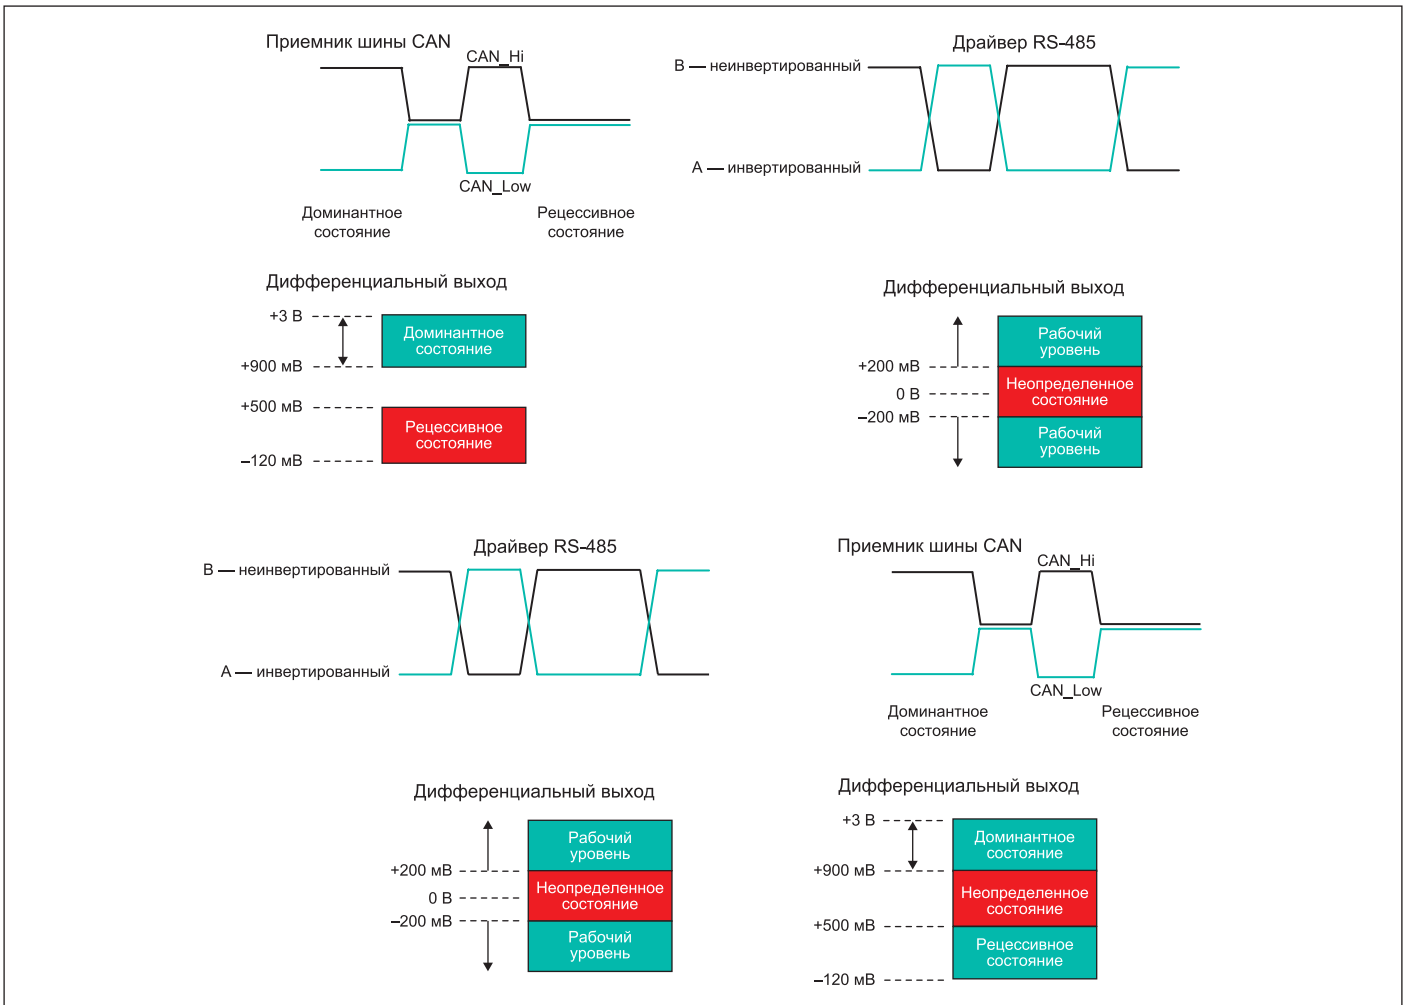 Приемник шины CAN
CAN_Hi
CAN_Low
Доминантное
состояние
Рецессивное
состояние
Драйвер RS-485
B — неинвертированный
A — инвертированный
Дифференциальный выход
+3 В
+900 мВ
+500 мВ
–120 мВ
Доминантное
состояние
Рецессивное
состояние
Дифференциальный выход
+200 мВ
0 В
–200 мВ
Рабочий
уровень
Неопределенное
состояние
Рабочий
уровень
Драйвер RS-485
B — неинвертированный
A — инвертированный
Приемник шины CAN
CAN_Hi
CAN_Low
Доминантное
состояние
Рецессивное
состояние
Дифференциальный выход
+200 мВ
0 В
–200 мВ
Рабочий
уровень
Неопределенное
состояние
Рабочий
уровень
Дифференциальный выход
+3 В
+900 мВ
+500 мВ
–120 мВ
Доминантное
состояние
Неопределенное
состояние
Рецессивное
состояние